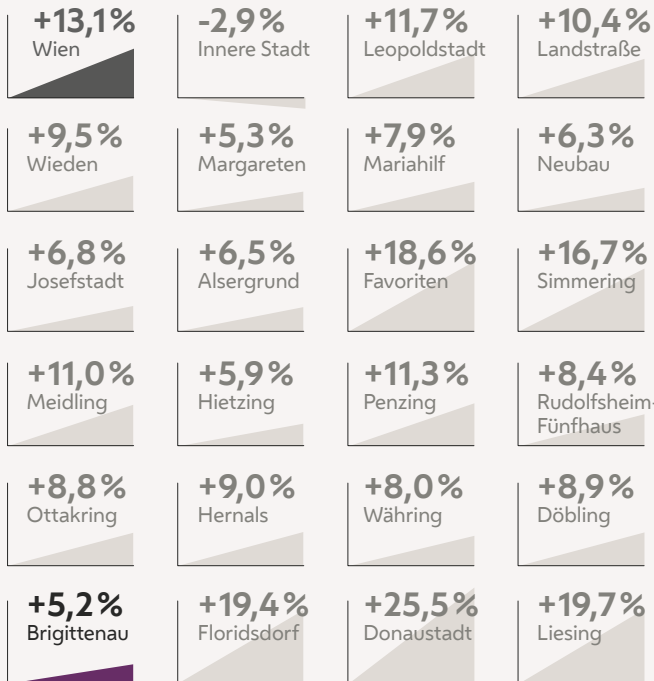 +13,1 %
Wien
-2,9 %
Innere Stadt
+11,7 %
Leopoldstadt
+10,4 %
Landstraße
+9,5 %
Wieden
+5,3 %
Margareten
+7,9 %
Mariahilf
+6,3 %
Neubau
+6,8 %
Josefstadt
+6,5 %
Alsergrund
+18,6 %
Favoriten
+16,7 %
Simmering
+11,0 %
Meidling
+5,9 %
Hietzing
+11,3 %
Penzing
+8,4 %
Rudolfsheim-
Fünfhaus
+8,8 %
Ottakring
+9,0 %
Hernals
+8,0 %
Währing
+8,9 %
Döbling
+5,2 %
Brigittenau
+19,4 %
Floridsdorf
+25,5 %
Donaustadt
+19,7 %
Liesing